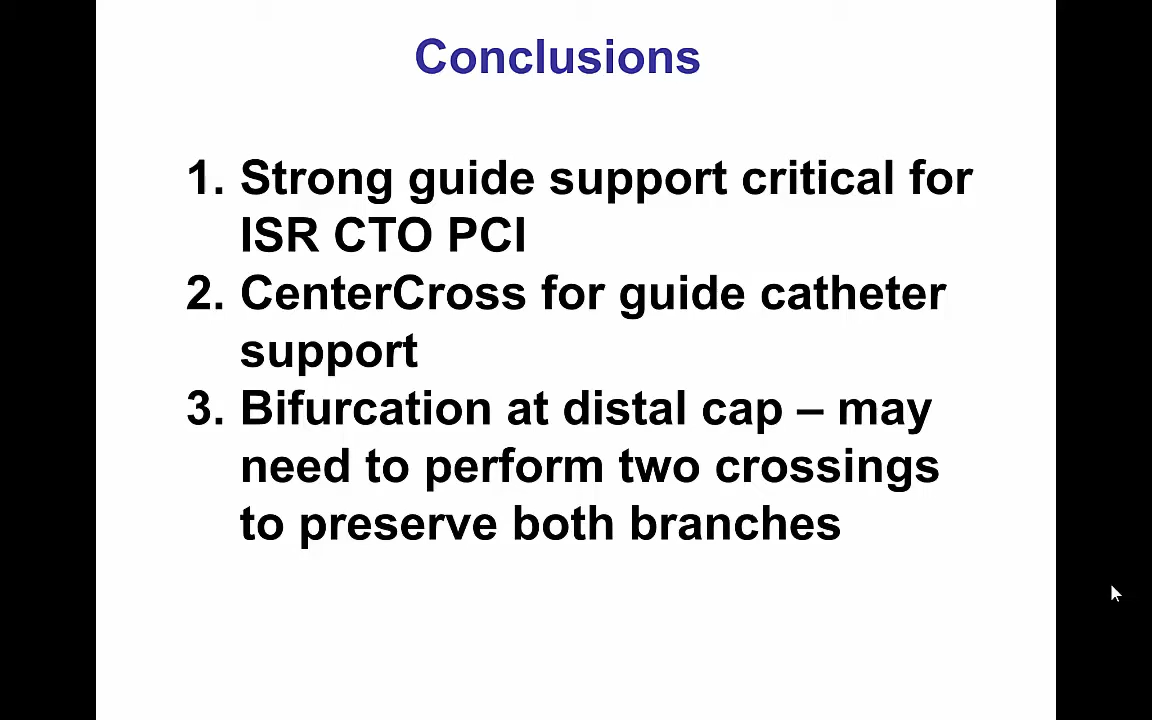 Conclusions
1. Strong guide support critical for
ISR CTO PCI
2. CenterCross for guide catheter
support
3. Bifurcation at distal cap – may
need to perform two crossings
to preserve both branches